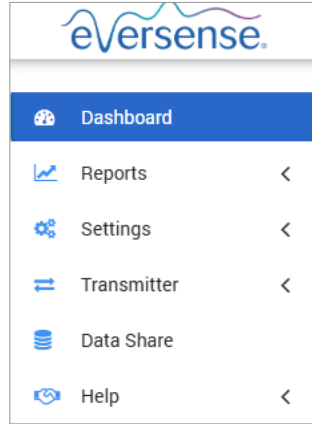 eversense.
Dashboard
Reports
Settings
Transmitter
Data Share
Help